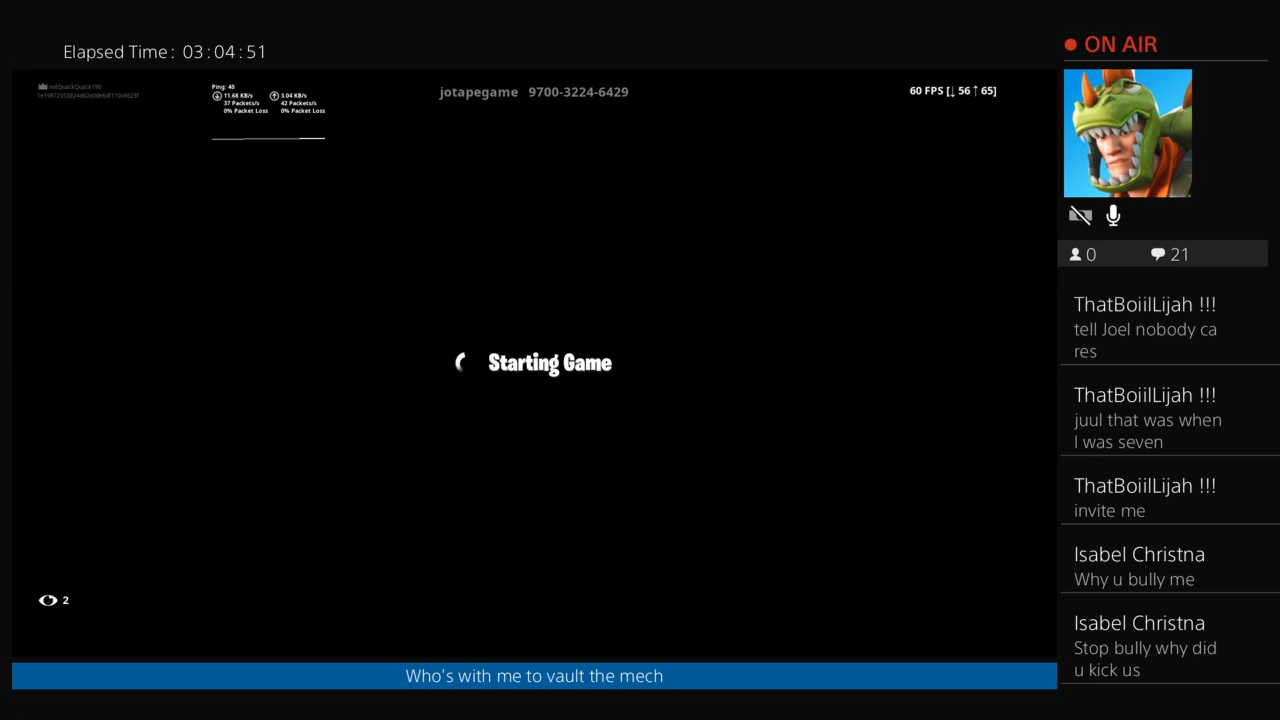 Elapsed Time: 03:04:51
ON AIR
notQuackQuack190
Ping: 40
11.68 KB/s 3.04 KB/s
37 Packets/s 42 Packets/s
0% Packet Loss 0% Packet Loss
jotapegame 9700-3224-6429
60 FPS [↓ 56 ↑ 65]
0 21
ThatBoiilLijah !!!
tell Joel nobody ca
res
ThatBoiilLijah !!!
juul that was when
I was seven
ThatBoiilLijah !!!
invite me
Isabel Christna
Why u bully me
Isabel Christna
Stop bully why did
u kick us
Starting Game
2
Who's with me to vault the mech